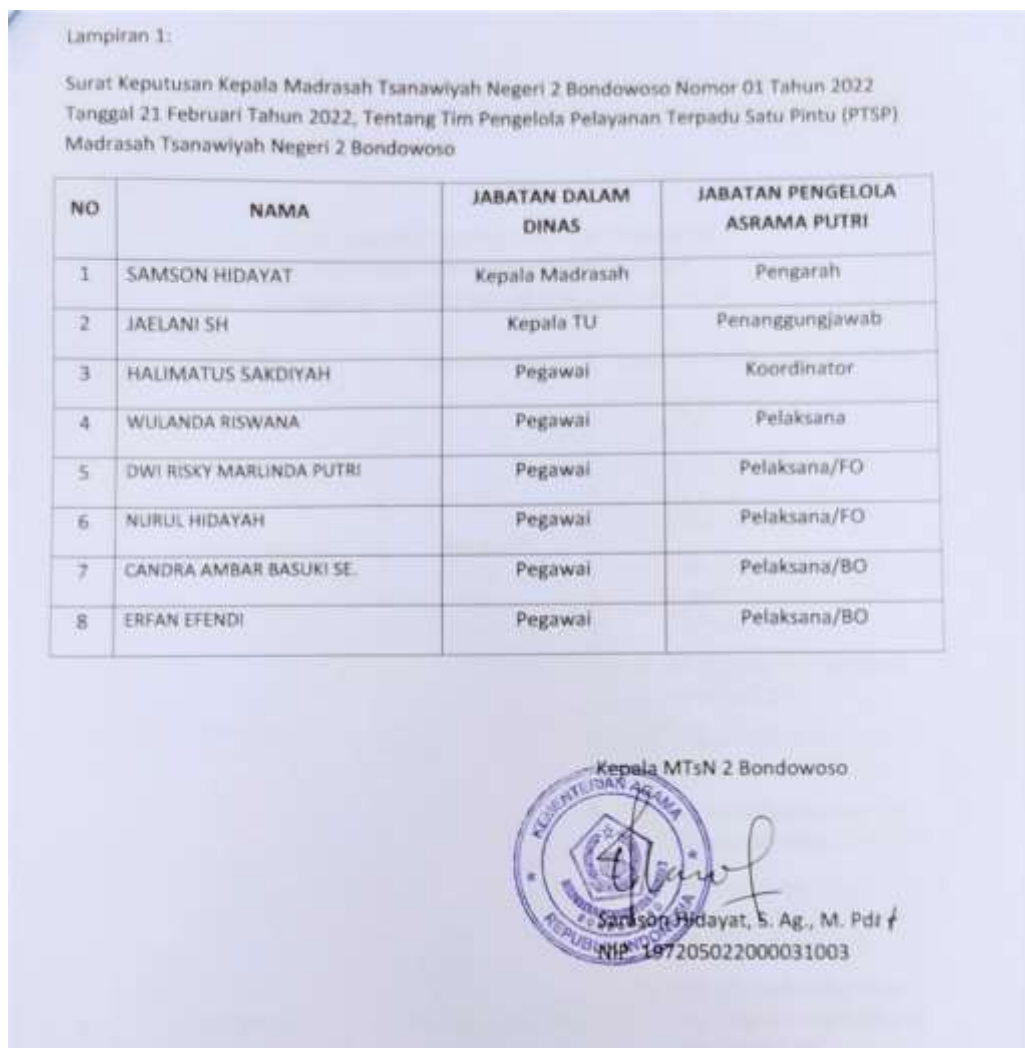 Lampiran 1:
Surat Keputusan Kepala Madrasah Tsanawiyah Negeri 2 Bondowoso Nomor 01 Tahun 2022
Tanggal 21 Februari Tahun 2022, Tentang Tim Pengelola Pelayanan Terpadu Satu Pintu (PTSP)
Madrasah Tsanawiyah Negeri 2 Bondowoso
NO NAMA JABATAN DALAM DINAS JABATAN PENGELOLA ASRAMA PUTRI
1 SAMSON HIDAYAT Kepala Madrasah Pengarah
2 JAELANI SH Kepala TU Penanggungjawab
3 HALIMATUS SAKDIYAH Pegawai Koordinator
4 WULANDA RISWANA Pegawai Pelaksana
5 DWI RISKY MARLINDA PUTRI Pegawai Pelaksana/FO
6 NURUL HIDAYAH Pegawai Pelaksana/FO
7 CANDRA AMBAR BASUKI SE. Pegawai Pelaksana/BO
8 ERFAN EFENDI Pegawai Pelaksana/BO
Kepala MTsN 2 Bondowoso
KEMENTERIAN AGAMA
REPUBLIK INDONESIA
Samson Hidayat, S. Ag., M. PdI
NIP. 197205022000031003